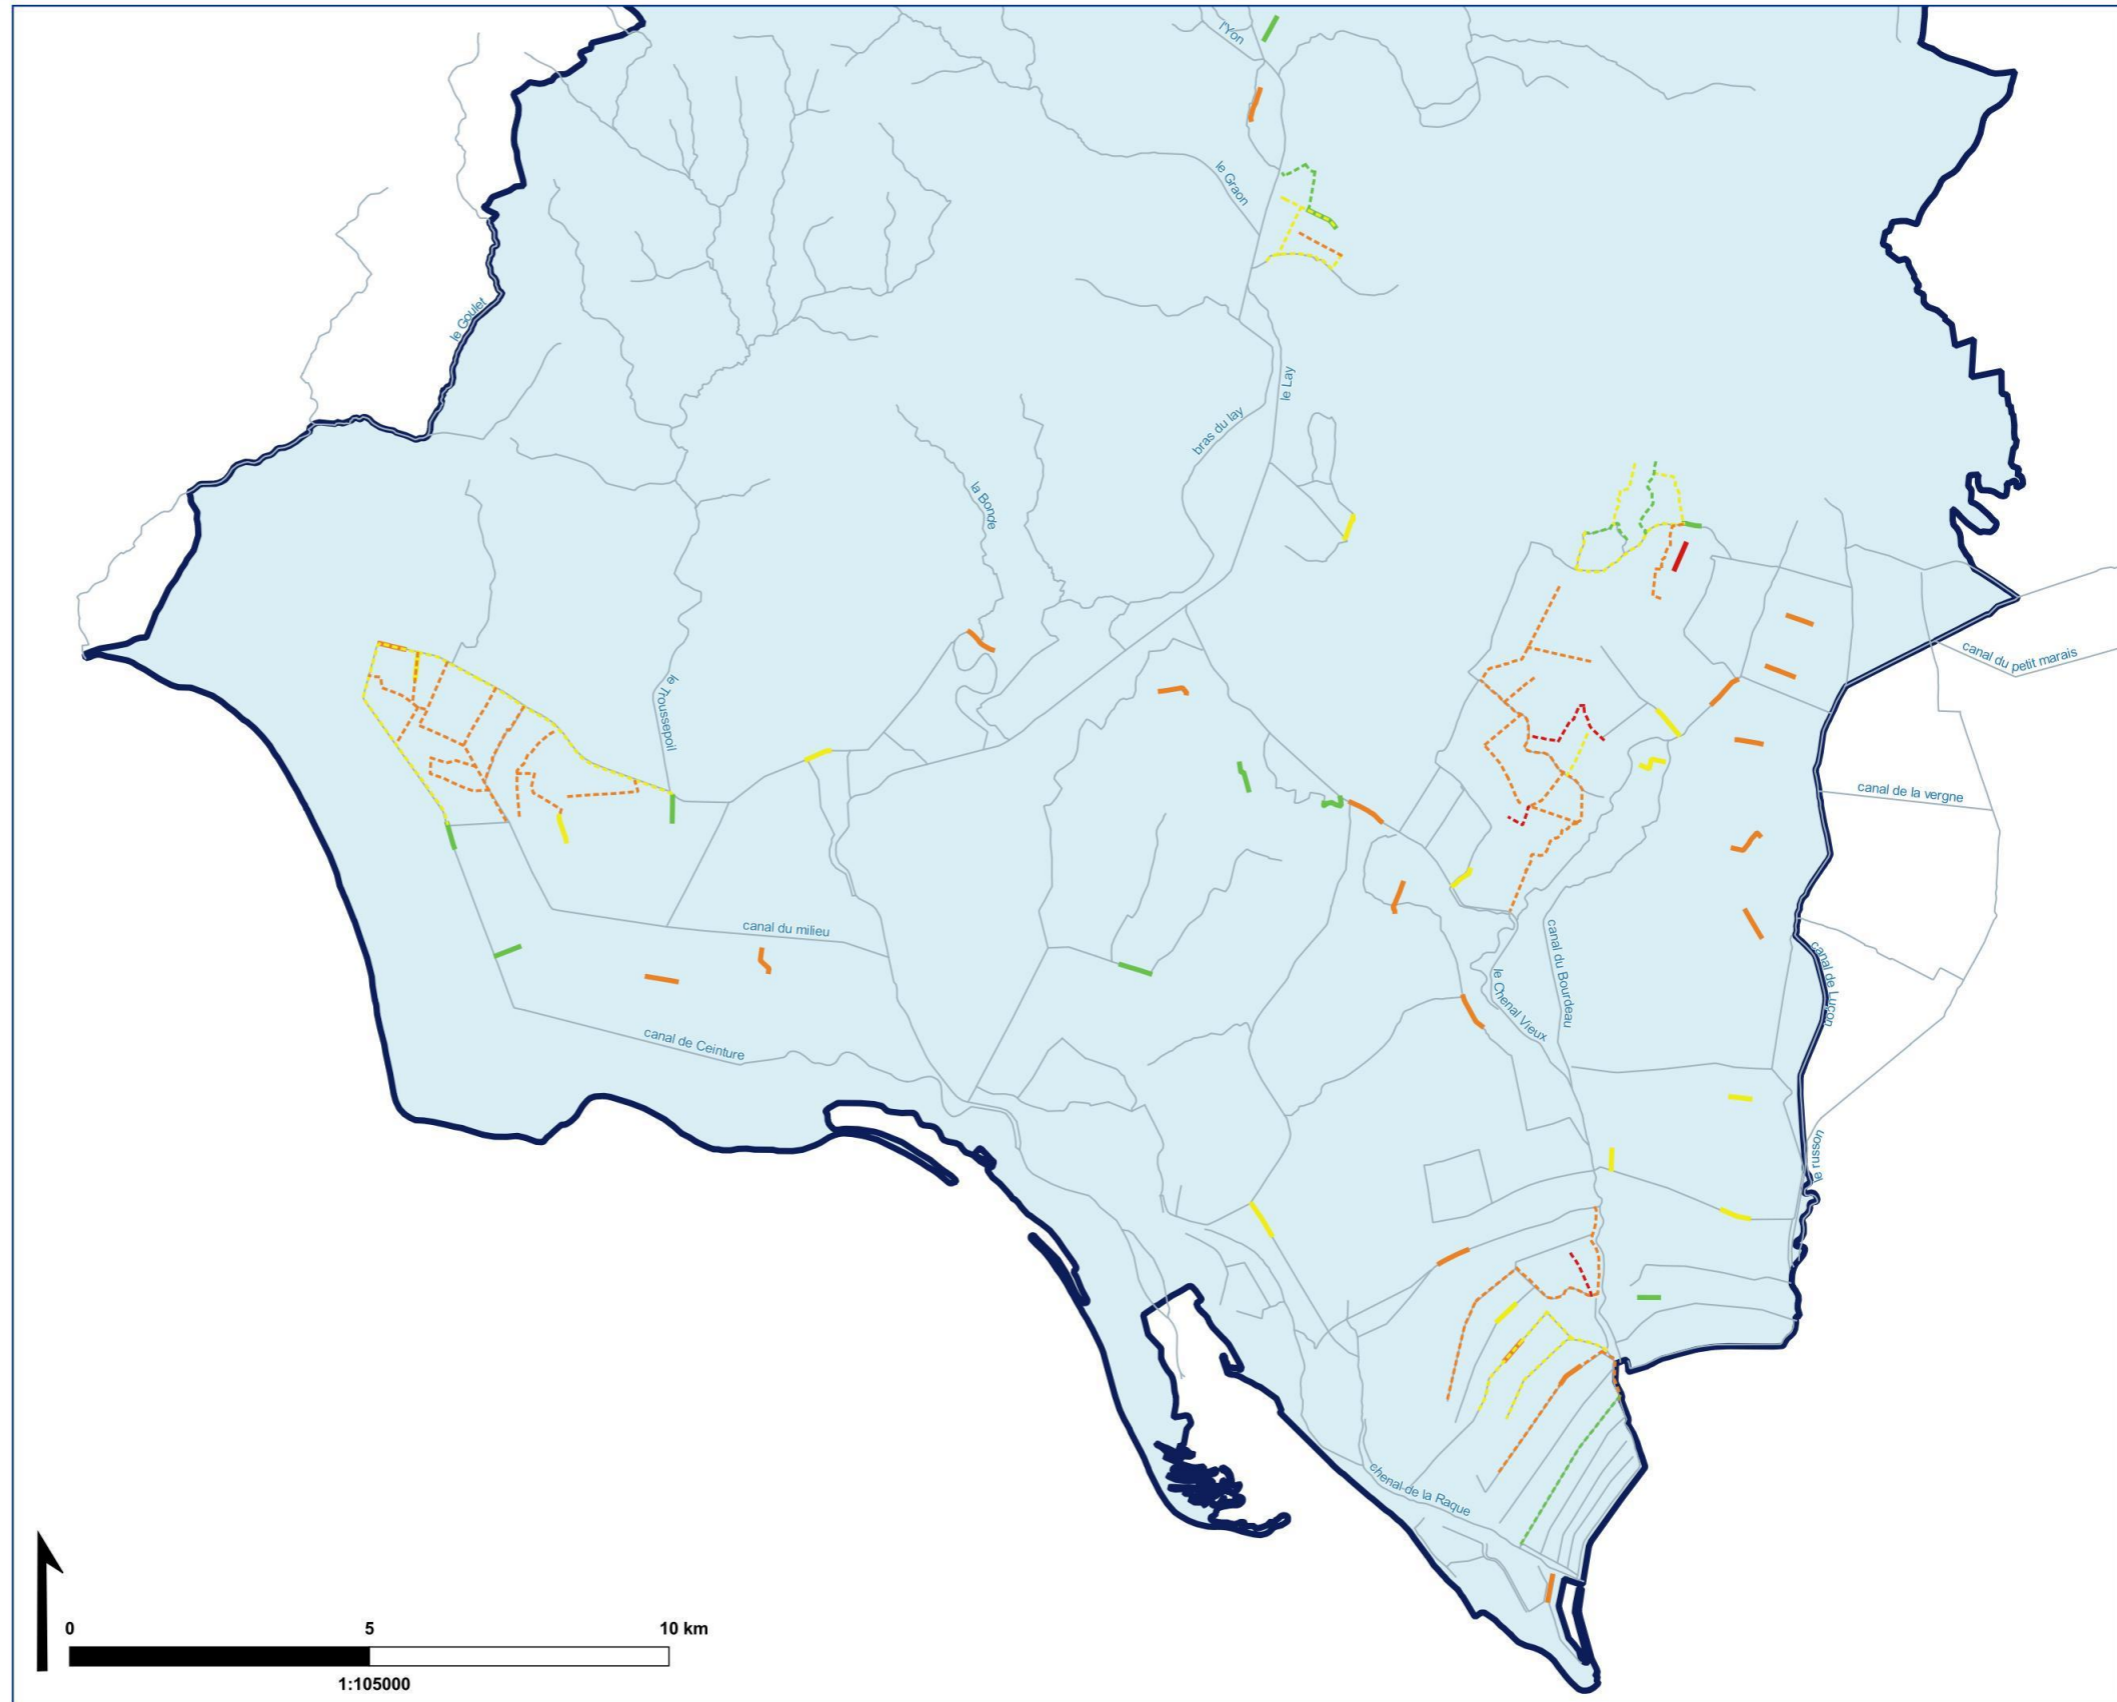 l'Yon
le Graon
le Goulet
le Lay
bras du lay
la Bonde
canal du petit marais
le Troussepoil
canal de la vergne
canal du milieu
canal du Bourdeau
canal de Luçon
le Chenal Vieux
canal de Ceinture
le russon
chenal de la Raque
0 5 10 km
1:105000